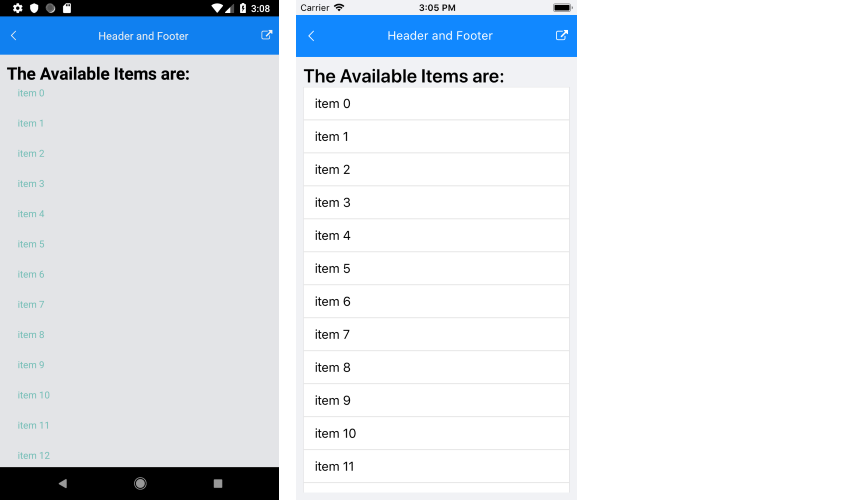 3:08
Header and Footer
The Available Items are:
item 0
item 1
item 2
item 3
item 4
item 5
item 6
item 7
item 8
item 9
item 10
item 11
item 12
Carrier 3:05 PM
Header and Footer
The Available Items are:
item 0
item 1
item 2
item 3
item 4
item 5
item 6
item 7
item 8
item 9
item 10
item 11